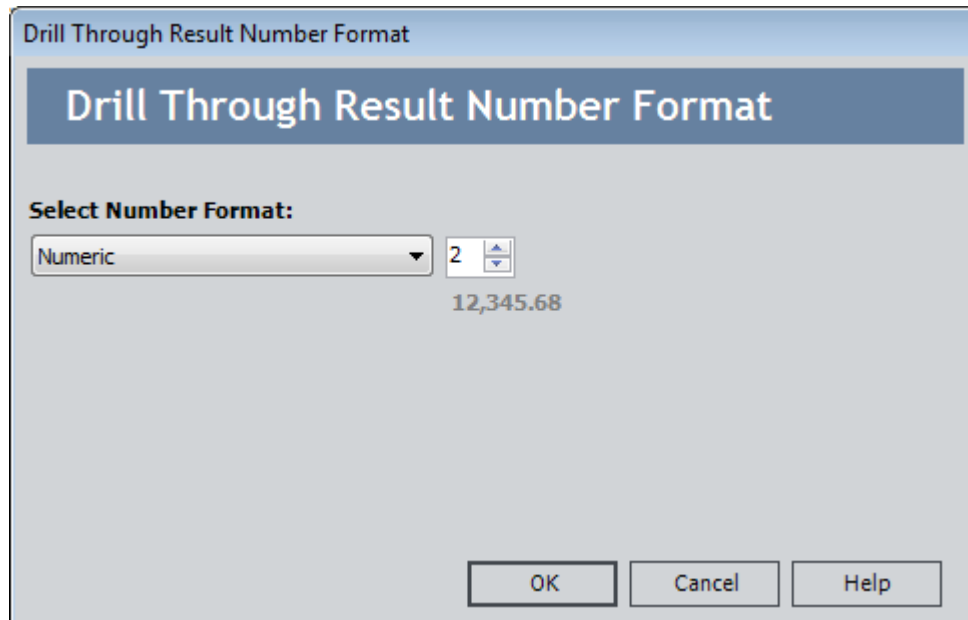 Drill Through Result Number Format
Drill Through Result Number Format
Select Number Format:
Numeric 2
12,345.68
OK Cancel Help